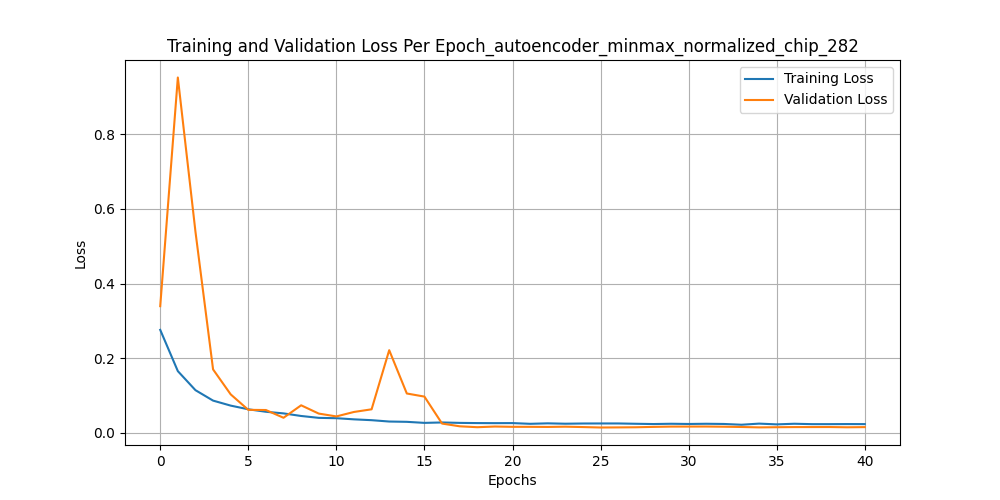 Training and Validation Loss Per Epoch_autoencoder_minmax_normalized_chip_282
Training Loss
Validation Loss
Loss
0.8
0.6
0.4
0.2
0.0
0 5 10 15 20 25 30 35 40
Epochs